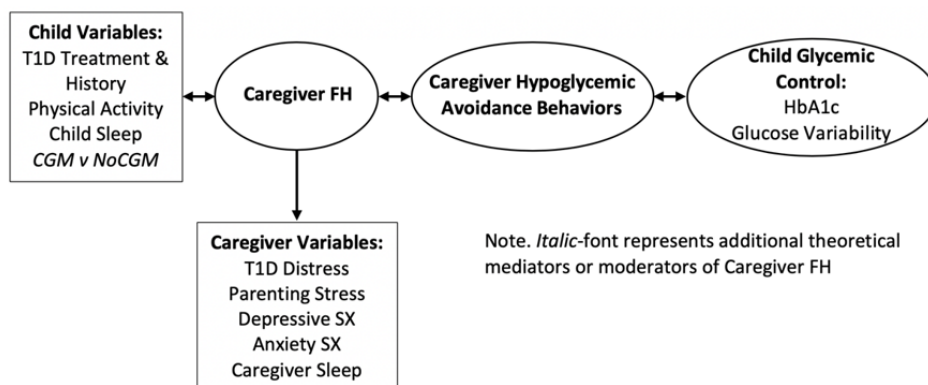 Child Variables:
T1D Treatment &
History
Physical Activity
Child Sleep
CGM v NoCGM
Caregiver FH
Caregiver Hypoglycemic
Avoidance Behaviors
Child Glycemic
Control:
HbA1c
Glucose Variability
Caregiver Variables:
T1D Distress
Parenting Stress
Depressive SX
Anxiety SX
Caregiver Sleep
Note. Italic-font represents additional theoretical
mediators or moderators of Caregiver FH